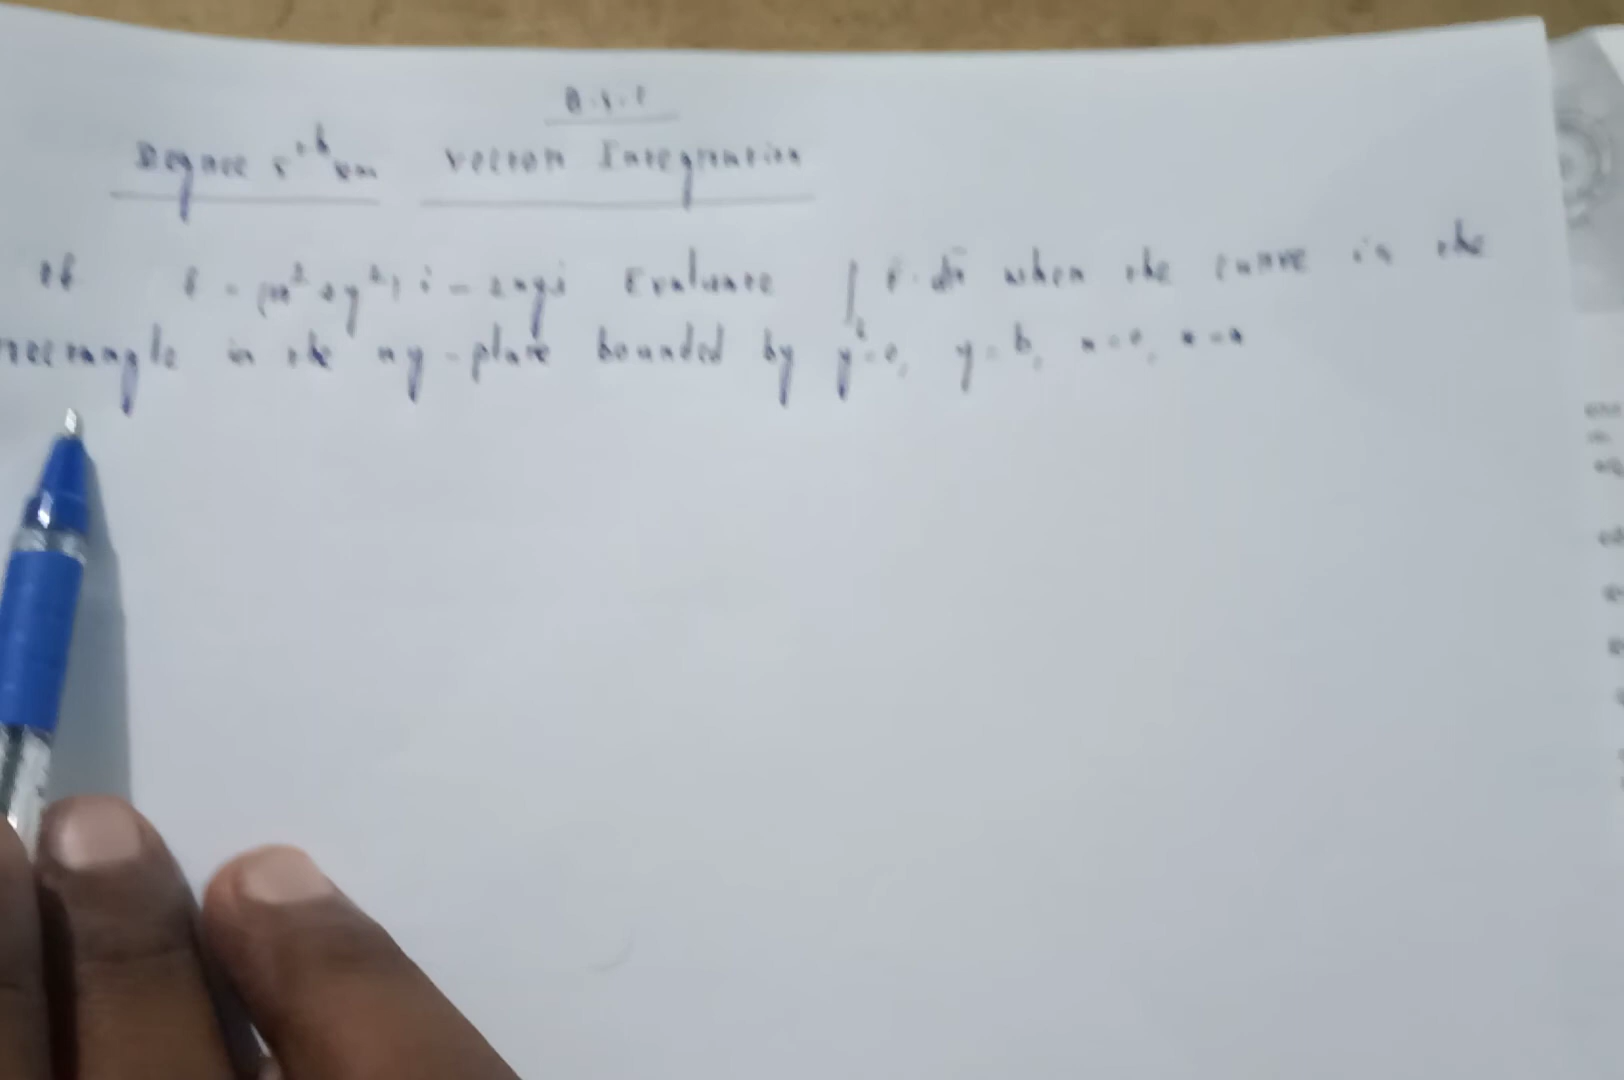 Degree 5th sem Vector Integration
If F = (x² + y²) i - 2xyj Evaluate ∫ F. dr when the curve is the
rectangle in the xy-plane bounded by y=0, y=b, x=0, x=a